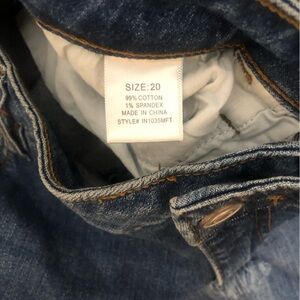 SIZE:20
99% COTTON
1% SPANDEX
MADE IN CHINA
STYLE# IN1035MFT